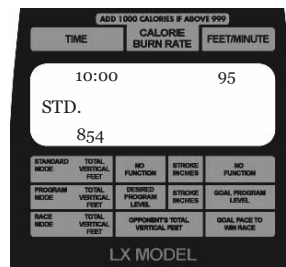 ADD 1000 CALORIES IF ABOVE 999
TIME
CALORIE BURN RATE
FEET/MINUTE
10:00 95
STD.
854
STANDARD MODE
TOTAL VERTICAL FEET
NO FUNCTION
STROKE INCHES
NO FUNCTION
PROGRAM MODE
TOTAL VERTICAL FEET
DESIRED PROGRAM LEVEL
STROKE INCHES
GOAL PROGRAM LEVEL
RACE MODE
TOTAL VERTICAL FEET
OPPONENT'S TOTAL VERTICAL FEET
GOAL PACE TO WIN RACE
LX MODEL